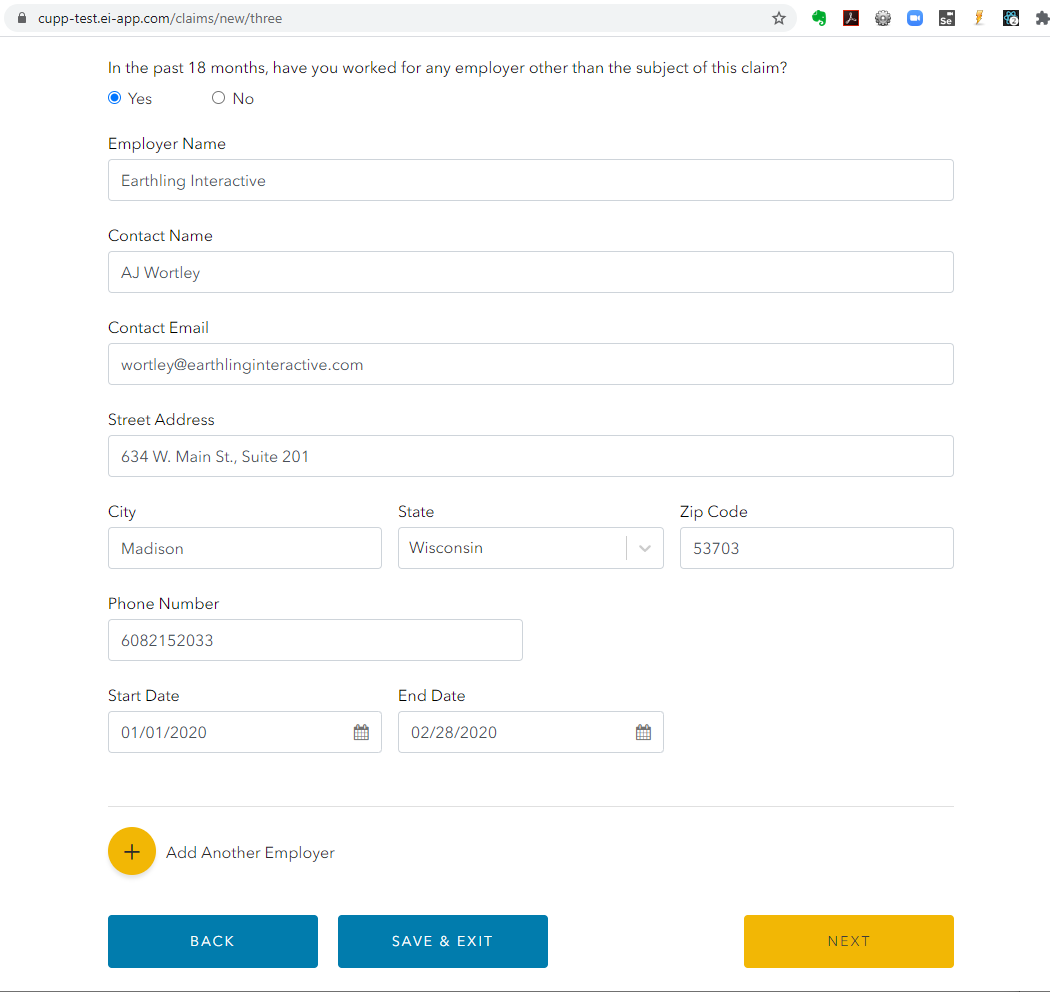 cupp-test.ei-app.com/claims/new/three
Se
2
In the past 18 months, have you worked for any employer other than the subject of this claim?
Yes No
Employer Name
Earthling Interactive
Contact Name
AJ Wortley
Contact Email
wortley@earthlinginteractive.com
Street Address
634 W. Main St., Suite 201
City State Zip Code
Madison Wisconsin 53703
Phone Number
6082152033
Start Date End Date
01/01/2020 02/28/2020
+ Add Another Employer
BACK SAVE & EXIT NEXT